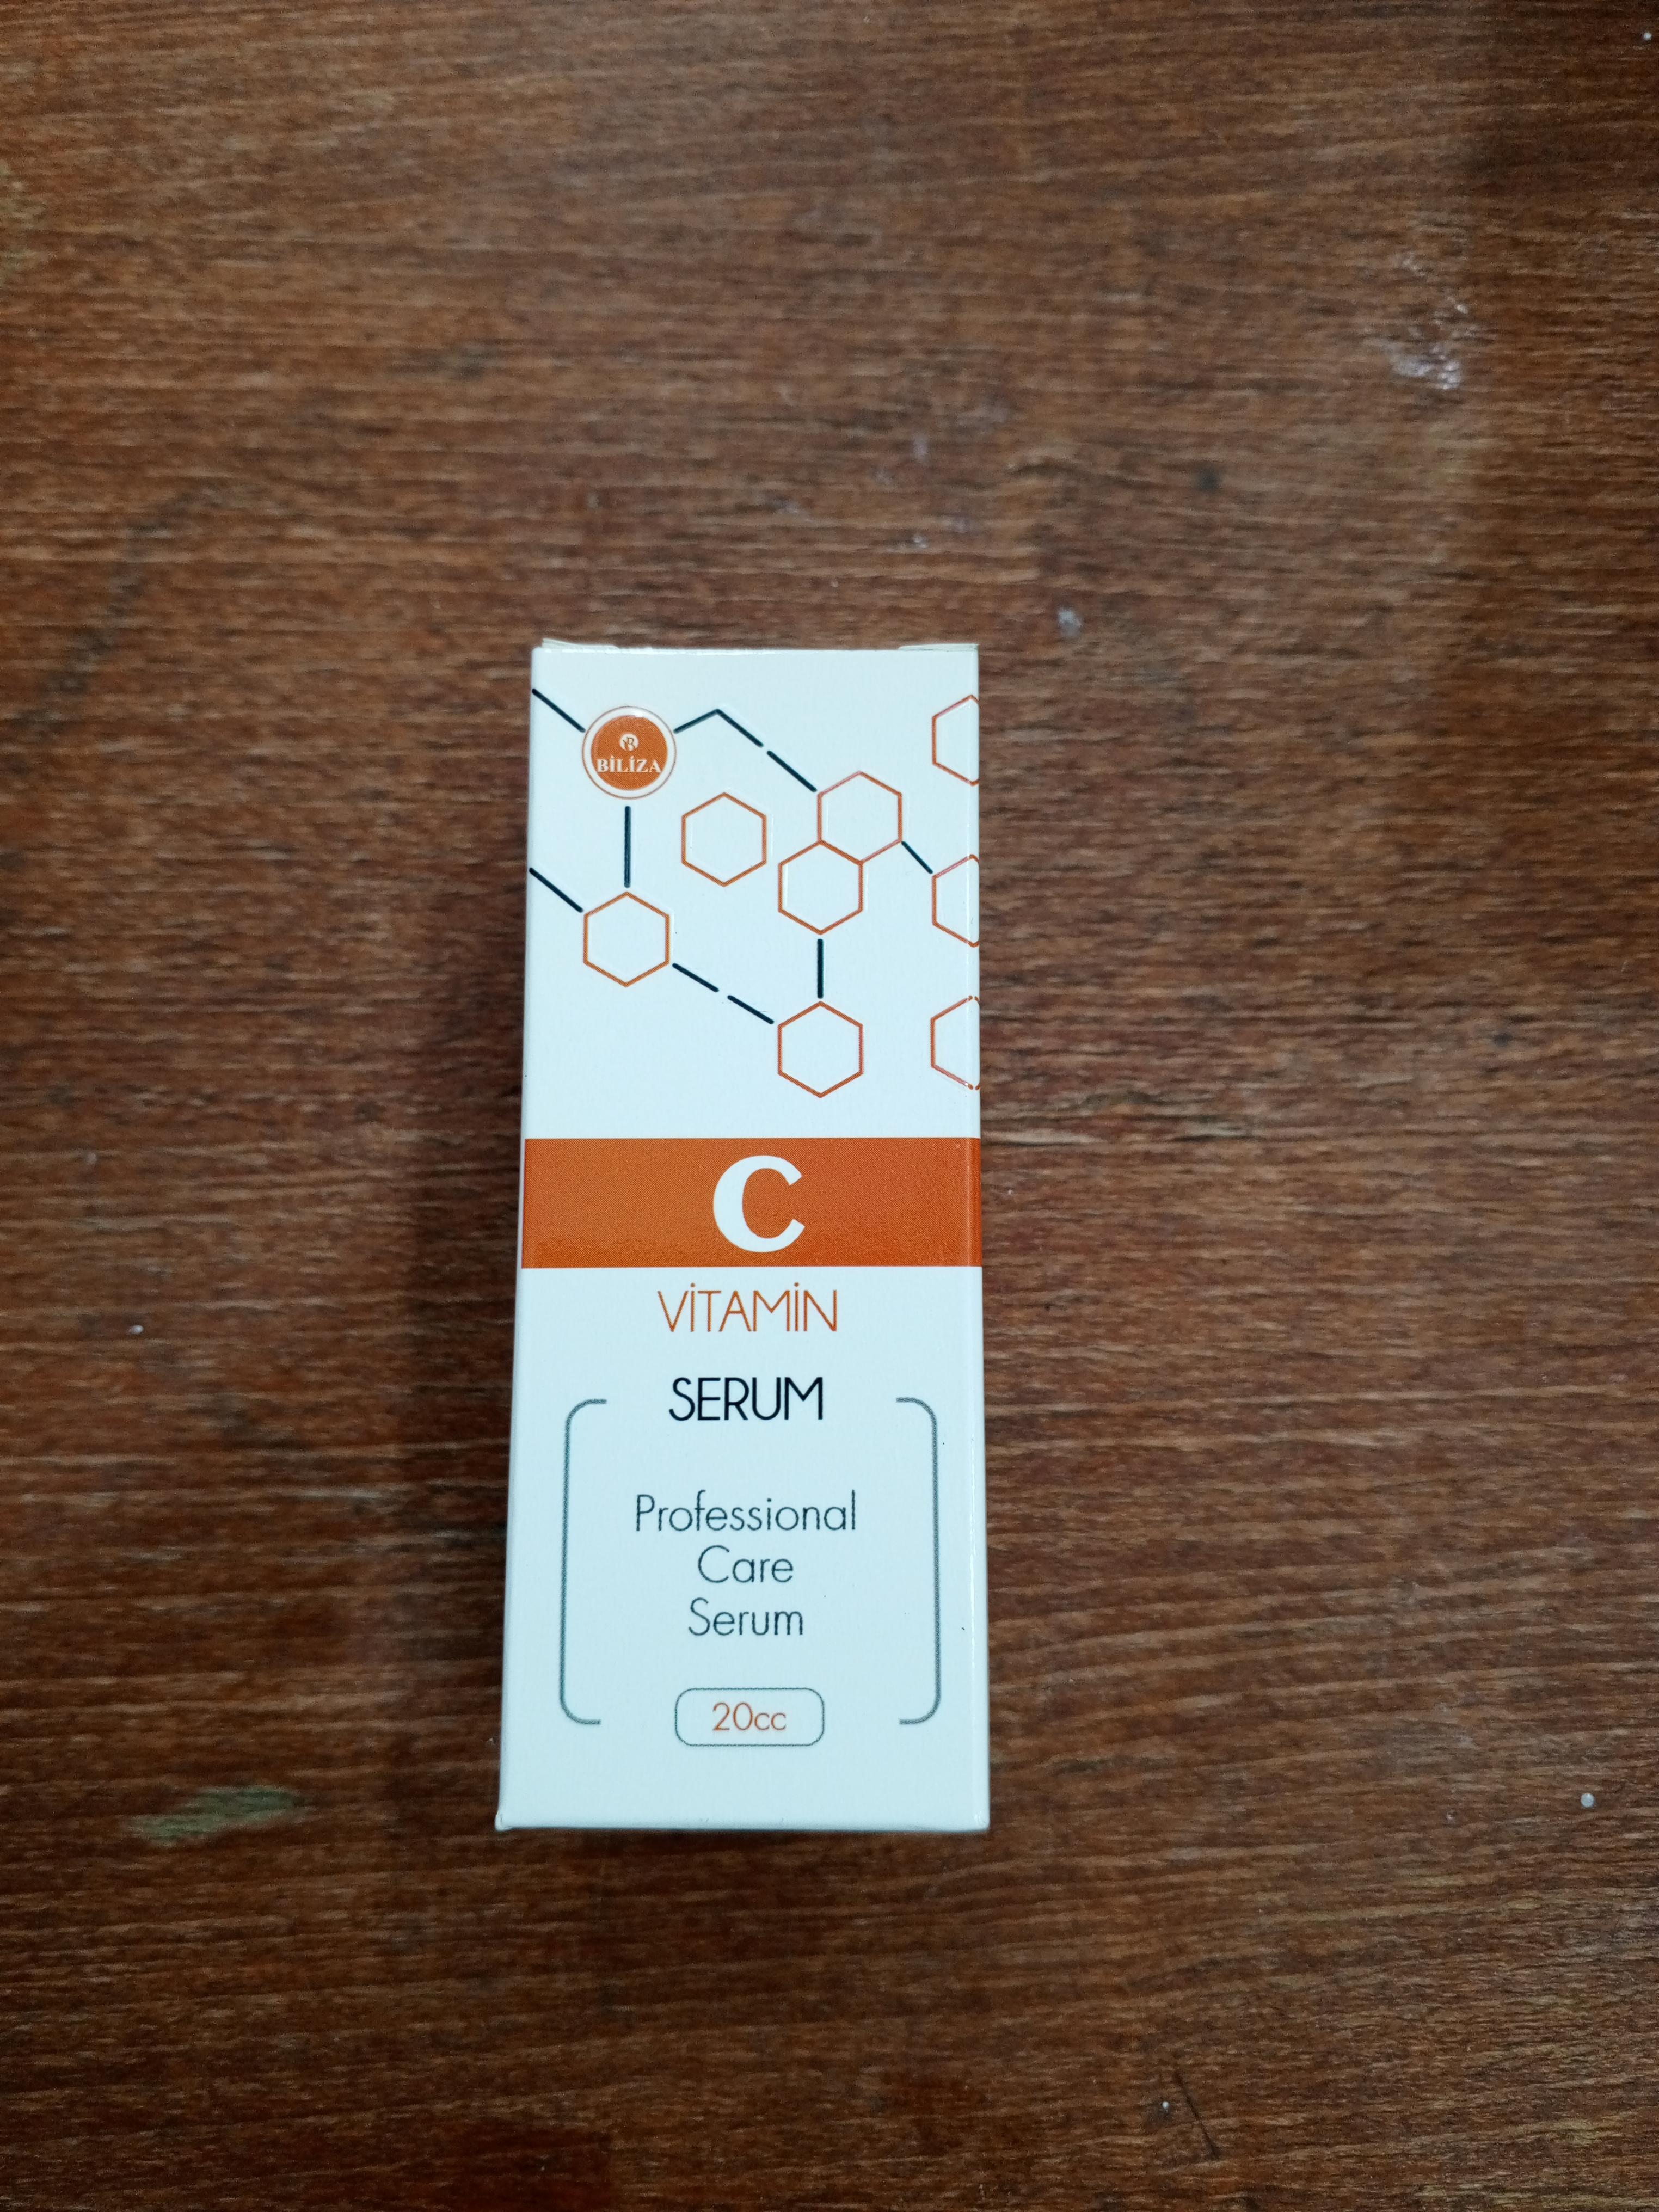 BİLİZA
C
VİTAMİN
SERUM
Professional
Care
Serum
20cc